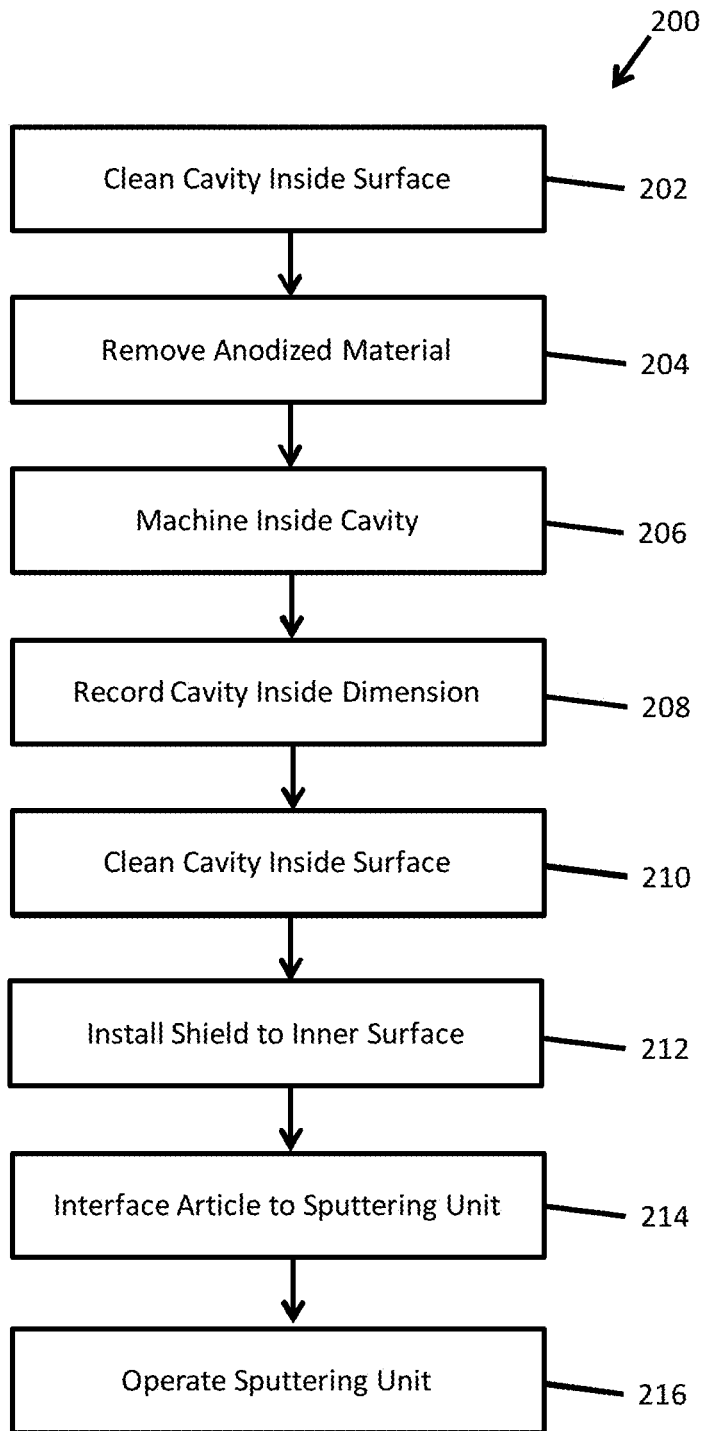 200
Clean Cavity Inside Surface
202
Remove Anodized Material
204
Machine Inside Cavity
206
Record Cavity Inside Dimension
208
Clean Cavity Inside Surface
210
Install Shield to Inner Surface
212
Interface Article to Sputtering Unit
214
Operate Sputtering Unit
216